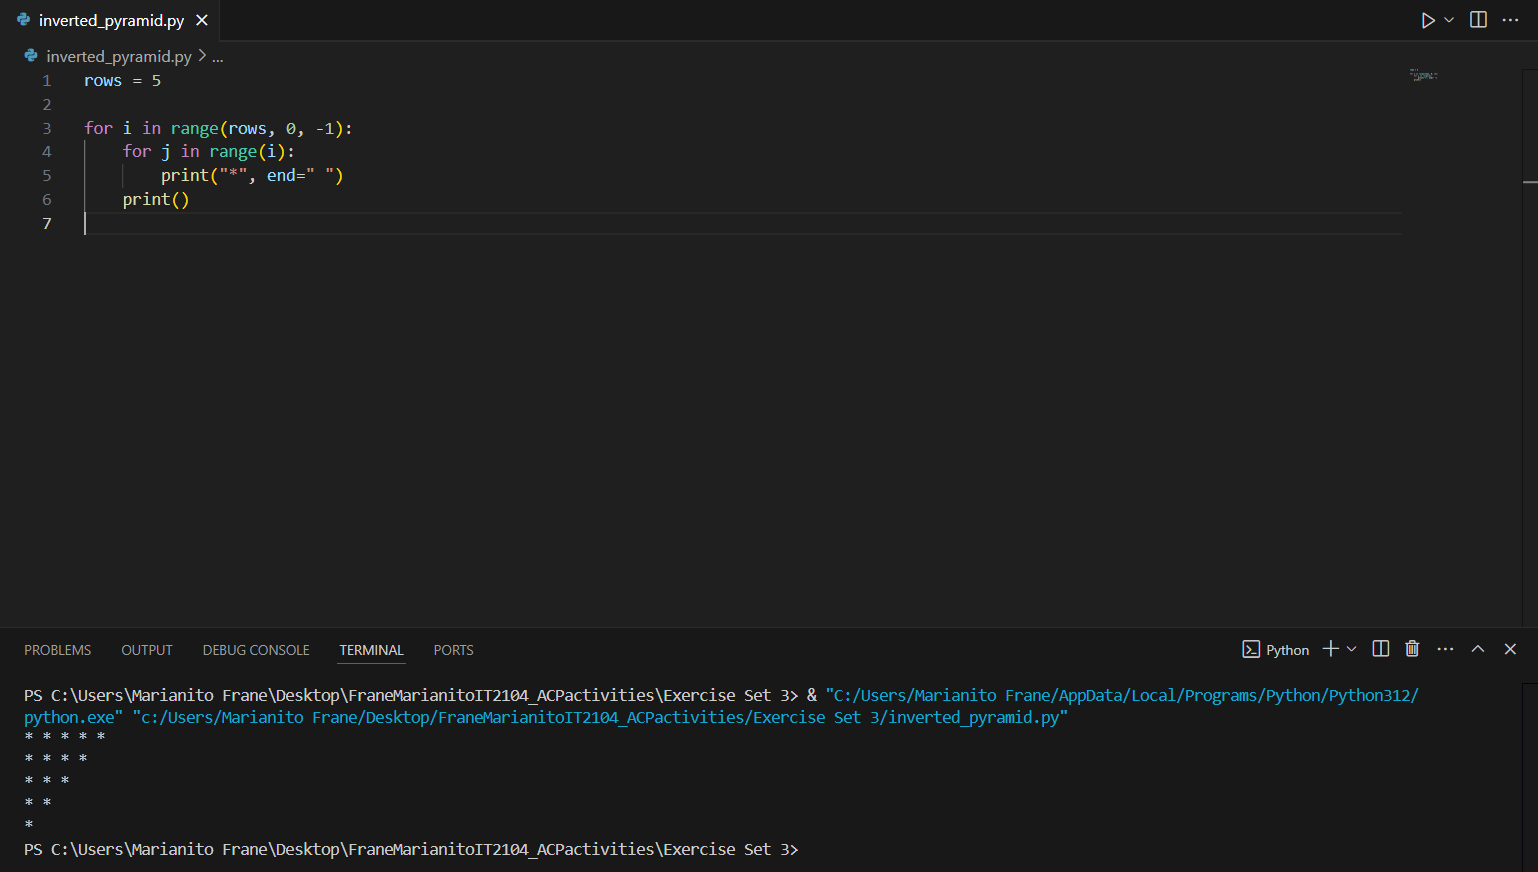 inverted_pyramid.py
inverted_pyramid.py > ...
1 rows = 5
2
3 for i in range(rows, 0, -1):
4     for j in range(i):
5         print("*", end=" ")
6     print()
7
PROBLEMS OUTPUT DEBUG CONSOLE TERMINAL PORTS Python
PS C:\Users\Marianito Frane\Desktop\FraneMarianitoIT2104_ACPactivities\Exercise Set 3> & "C:/Users/Marianito Frane/AppData/Local/Programs/Python/Python312/
python.exe" "c:/Users/Marianito Frane/Desktop/FraneMarianitoIT2104_ACPactivities/Exercise Set 3/inverted_pyramid.py"
* * * * *
* * * *
* * *
* *
*
PS C:\Users\Marianito Frane\Desktop\FraneMarianitoIT2104_ACPactivities\Exercise Set 3>